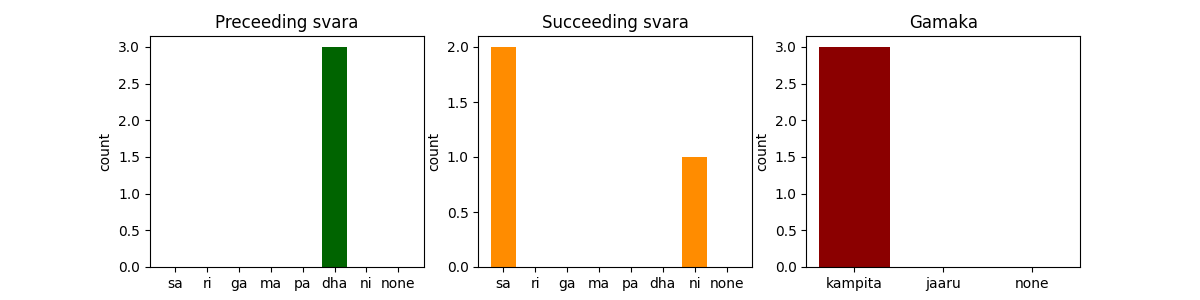 Preceeding svara
count
3.0
2.5
2.0
1.5
1.0
0.5
0.0
sa ri ga ma pa dha ni none
Succeeding svara
count
2.0
1.5
1.0
0.5
0.0
sa ri ga ma pa dha ni none
Gamaka
count
3.0
2.5
2.0
1.5
1.0
0.5
0.0
kampita jaaru none